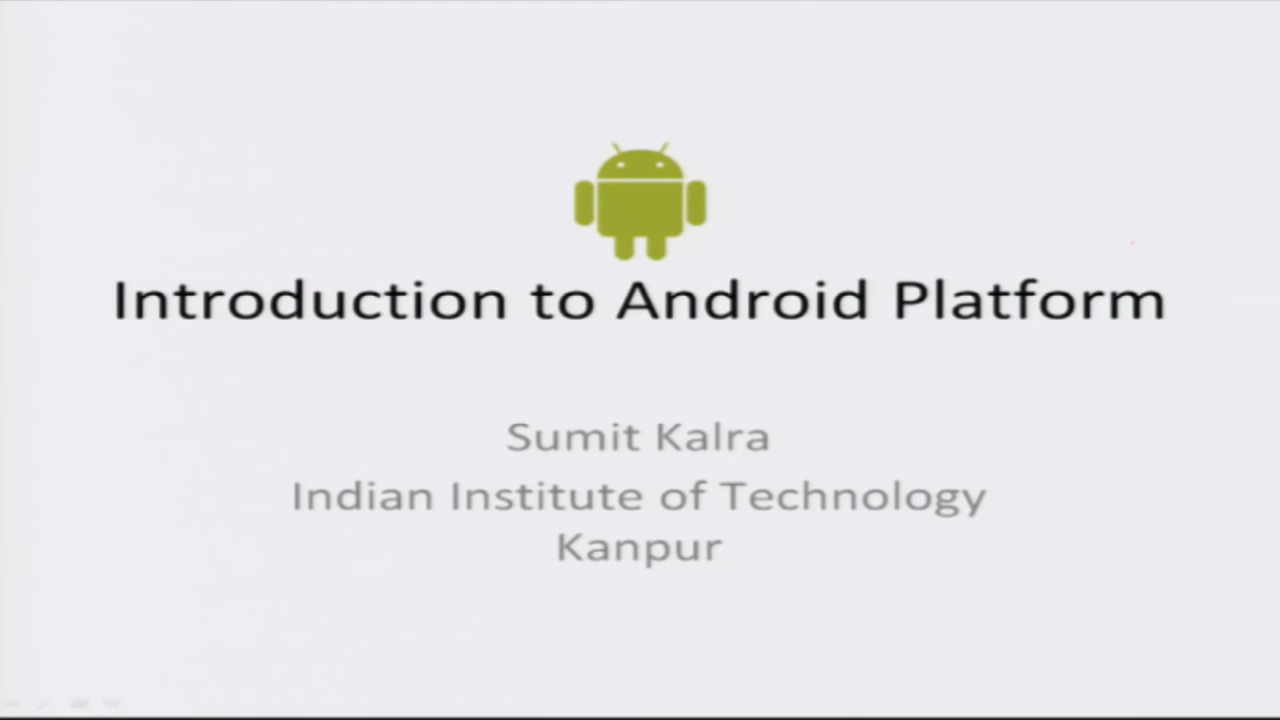 Introduction to Android Platform
Sumit Kalra
Indian Institute of Technology
Kanpur